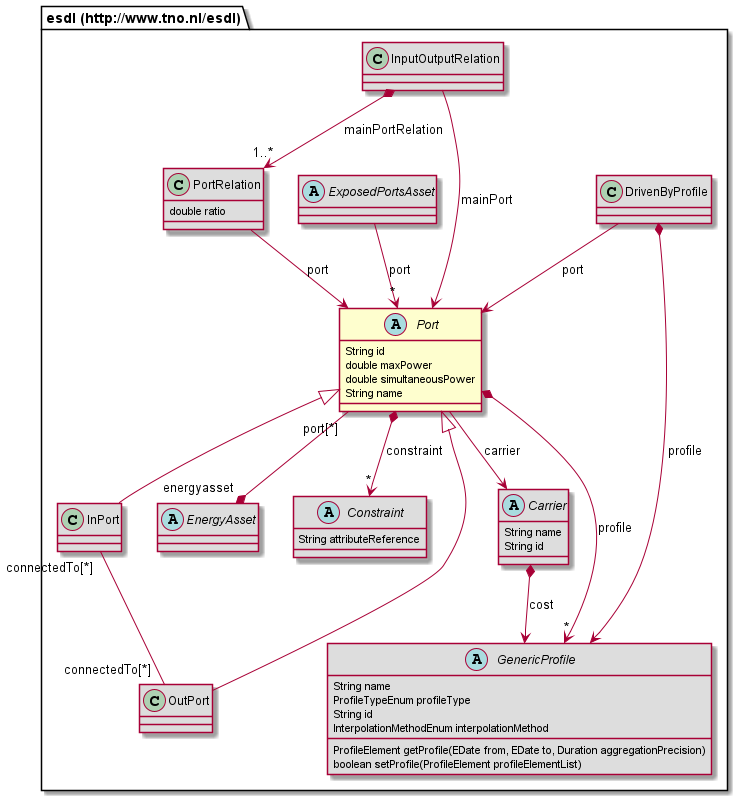 esdl (http://www.tno.nl/esdl)
C InputOutputRelation
mainPortRelation
1..*
C PortRelation
double ratio
A ExposedPortsAsset
mainPort
C DrivenByProfile
port
port
*
port
A Port
String id
double maxPower
double simultaneousPower
String name
port[*]
constraint
carrier
profile
energyasset
*
C InPort
A EnergyAsset
A Constraint
String attributeReference
A Carrier
String name
String id
profile
connectedTo[*]
cost
*
connectedTo[*]
C OutPort
A GenericProfile
String name
ProfileTypeEnum profileType
String id
InterpolationMethodEnum interpolationMethod
ProfileElement getProfile(EDate from, EDate to, Duration aggregationPrecision)
boolean setProfile(ProfileElement profileElementList)